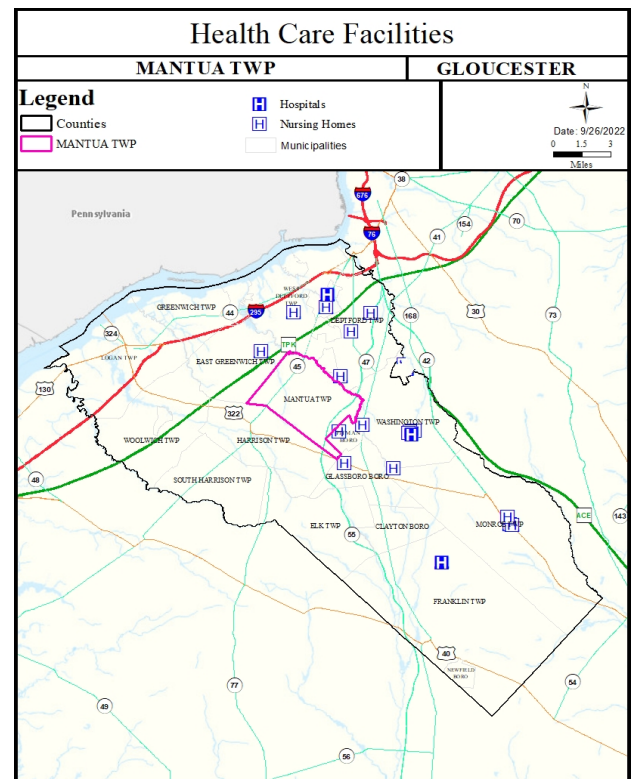 Health Care Facilities
MANTUA TWP
GLOUCESTER
Legend
Counties
MANTUA TWP
H Hospitals
H Nursing Homes
Municipalities
N
Date: 9/26/2022
0 1.5 3
Miles
Pennsylvania
38
676
70
154
76
41
WEST
DEPTFORD
TWP
H
GREENWICH TWP
44
295
H
H
H
DEPTFORD TWP
168
30
73
324
H
LOGAN TWP
TPK
H
EAST GREENWICH TWP
45
47
42
130
H
MANTUA TWP
322
WASHINGTON TWP
H
H
H
WOOLWICH TWP
HARRISON TWP
BORO
H
H
48
SOUTH HARRISON TWP
GLASSBORO BORO
H
H
143
ACE
MONROE TWP
ELK TWP
55
CLAYTON BORO
H
FRANKLIN TWP
40
NEWFIELD
BORO
54
77
49
56